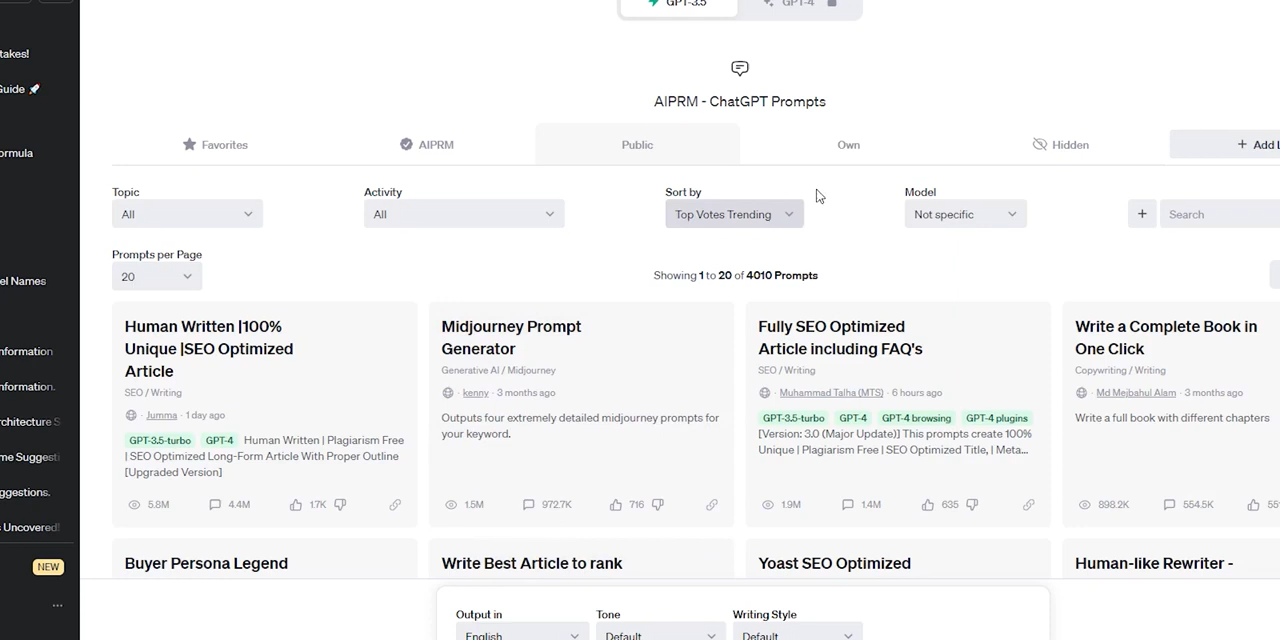 GPT-3.5
GPT-4
takes!
Guide 🚀
ormula
el Names
nformation
nformation.
rchitecture S
me Suggesti
ggestions.
s Uncovered!
NEW
AIPRM - ChatGPT Prompts
Favorites
AIPRM
Public
Own
Hidden
+ Add L
Topic
All
Activity
All
Sort by
Top Votes Trending
Model
Not specific
+
Search
Prompts per Page
20
Showing 1 to 20 of 4010 Prompts
Human Written |100%
Unique |SEO Optimized
Article
SEO / Writing
· Jumma · 1 day ago
GPT-3.5-turbo GPT-4 Human Written | Plagiarism Free
| SEO Optimized Long-Form Article With Proper Outline
[Upgraded Version]
5.8M 4.4M 1.7K
Midjourney Prompt
Generator
Generative AI / Midjourney
· kenny · 3 months ago
Outputs four extremely detailed midjourney prompts for
your keyword.
1.5M 972.7K 716
Fully SEO Optimized
Article including FAQ's
SEO / Writing
· Muhammad Talha (MTS) · 6 hours ago
GPT-3.5-turbo GPT-4 GPT-4 browsing GPT-4 plugins
[Version: 3.0 (Major Update)] This prompts create 100%
Unique | Plagiarism Free | SEO Optimized Title, | Meta...
1.9M 1.4M 635
Write a Complete Book in
One Click
Copywriting / Writing
· Md Mejbahul Alam · 3 months ago
Write a full book with different chapters
898.2K 554.5K 551
Buyer Persona Legend
Write Best Article to rank
Yoast SEO Optimized
Human-like Rewriter -
Output in
English
Tone
Default
Writing Style
Default